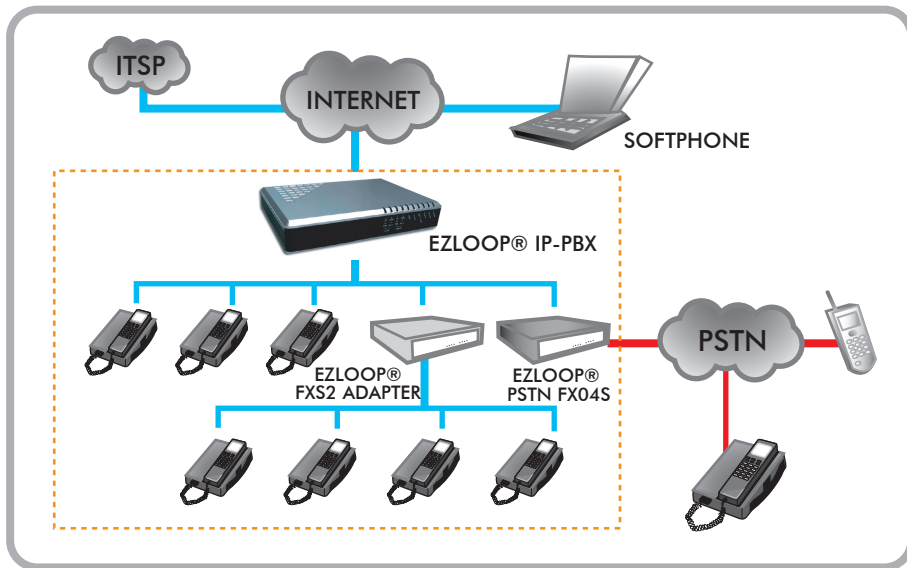 ITSP
INTERNET
SOFTPHONE
EZLOOP® IP-PBX
EZLOOP®
FXS2 ADAPTER
EZLOOP®
PSTN FX04S
PSTN